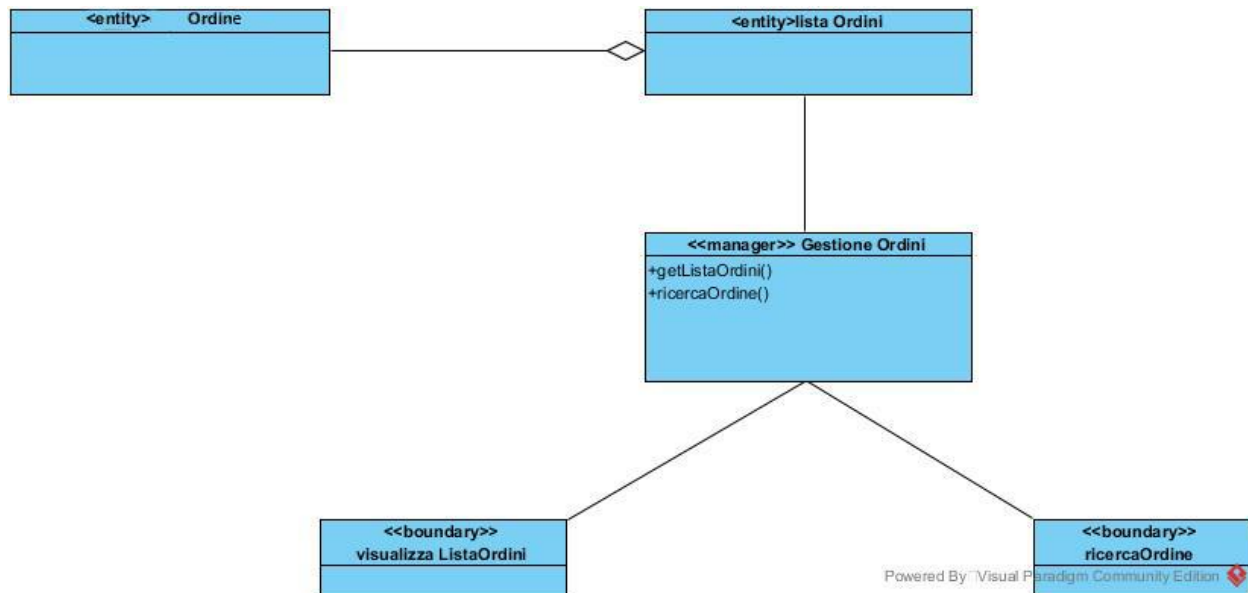 <entity> Ordine
<entity>lista Ordini
<<manager>> Gestione Ordini
+getListaOrdini()
+ricercaOrdine()
<<boundary>>
visualizza ListaOrdini
<<boundary>>
ricercaOrdine
Powered By Visual Paradigm Community Edition